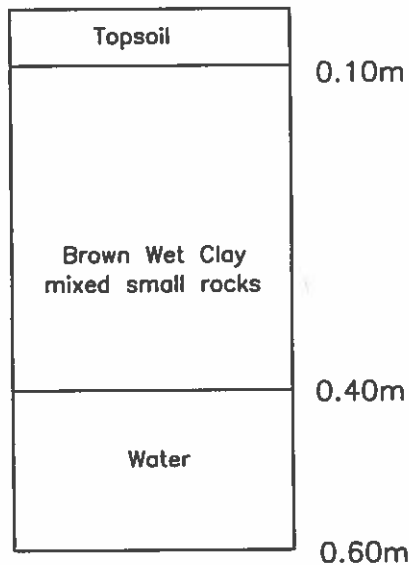 Topsoil
0.10m
Brown Wet Clay
mixed small rocks
0.40m
Water
0.60m